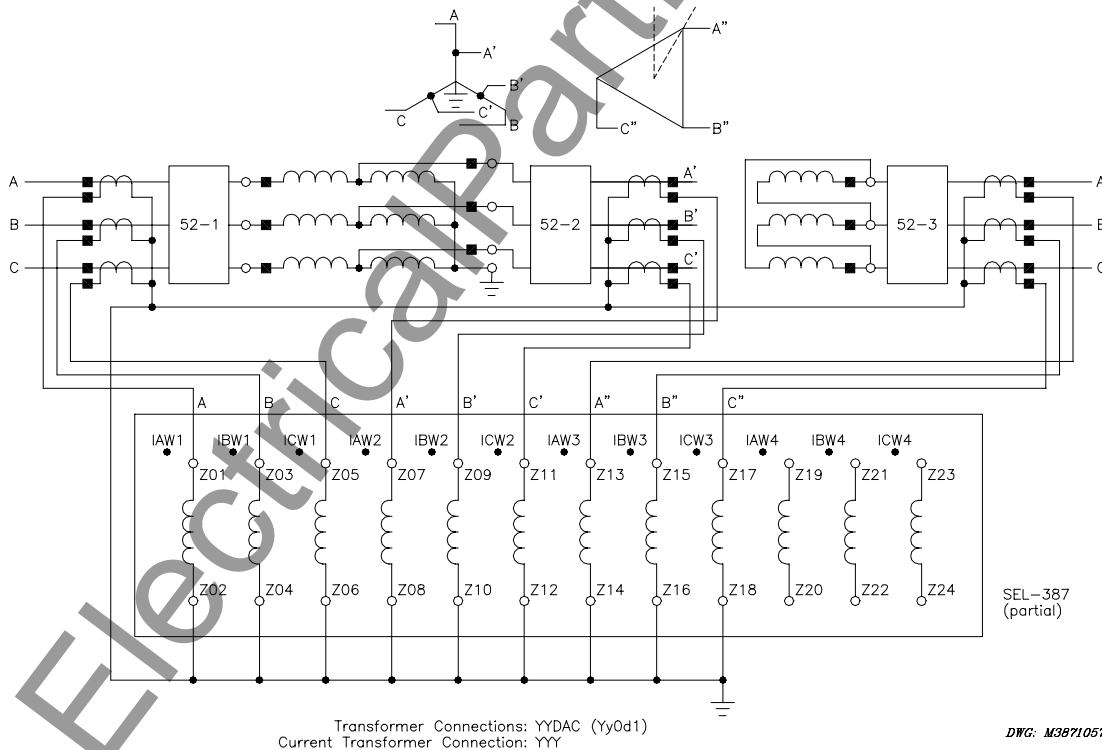 A
A'
B'
C'
C
B
A"
C"
B"
A
B
C
52-1
52-2
A'
B'
C'
52-3
A
C
A B C A' B' C' A" B" C"
IAW1 IBW1 ICW1 IAW2 IBW2 ICW2 IAW3 IBW3 ICW3 IAW4 IBW4 ICW4
Z01 Z03 Z05 Z07 Z09 Z11 Z13 Z15 Z17 Z19 Z21 Z23
Z02 Z04 Z06 Z08 Z10 Z12 Z14 Z16 Z18 Z20 Z22 Z24
SEL-387
(partial)
Transformer Connections: YYDAC (Yy0d1)
Current Transformer Connection: YYY
DWG: M3871057